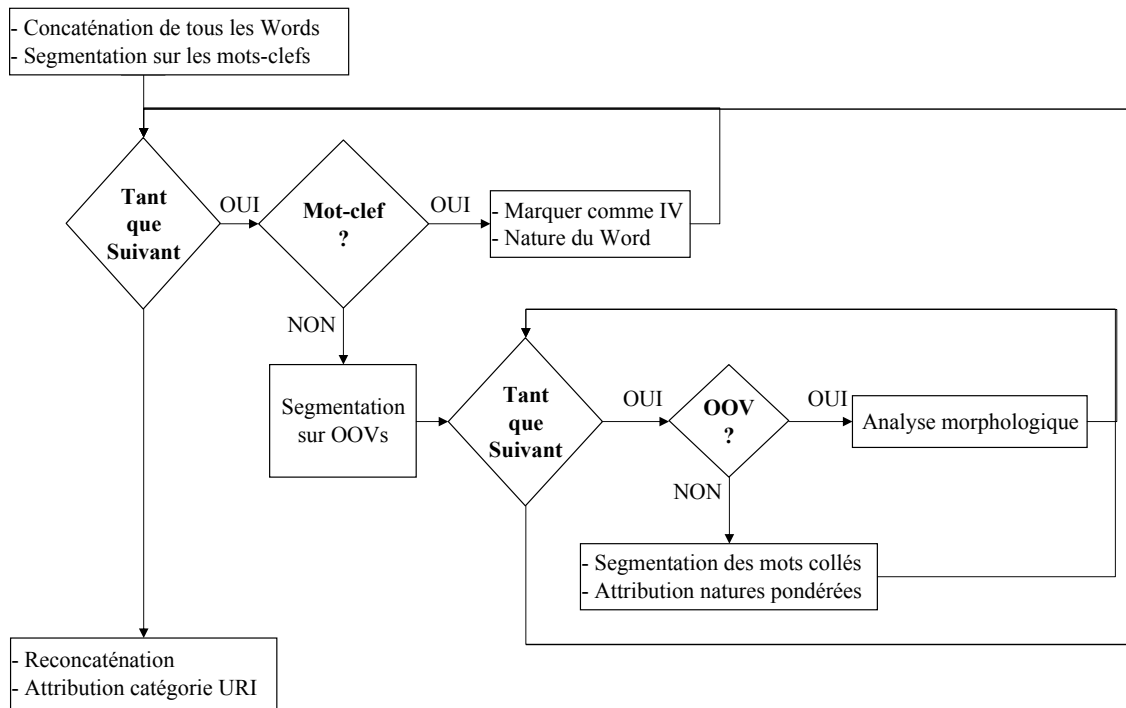 - Concaténation de tous les Words
- Segmentation sur les mots-clefs
Tant
que
Suivant
OUI
Mot-clef
?
OUI
- Marquer comme IV
- Nature du Word
NON
Segmentation
sur OOVs
Tant
que
Suivant
OUI
OOV
?
OUI
Analyse morphologique
NON
- Segmentation des mots collés
- Attribution natures pondérées
- Reconcaténation
- Attribution catégorie URI